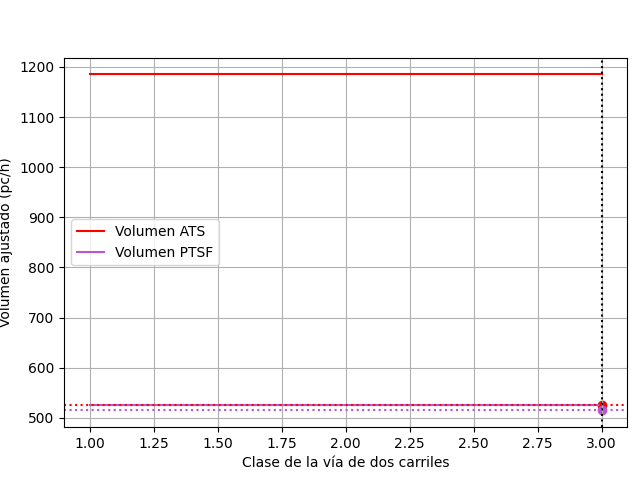 Volumen ajustado (pc/h)
1200
1100
1000
900
800
700
600
500
Volumen ATS
Volumen PTSF
1.00 1.25 1.50 1.75 2.00 2.25 2.50 2.75 3.00
Clase de la vía de dos carriles